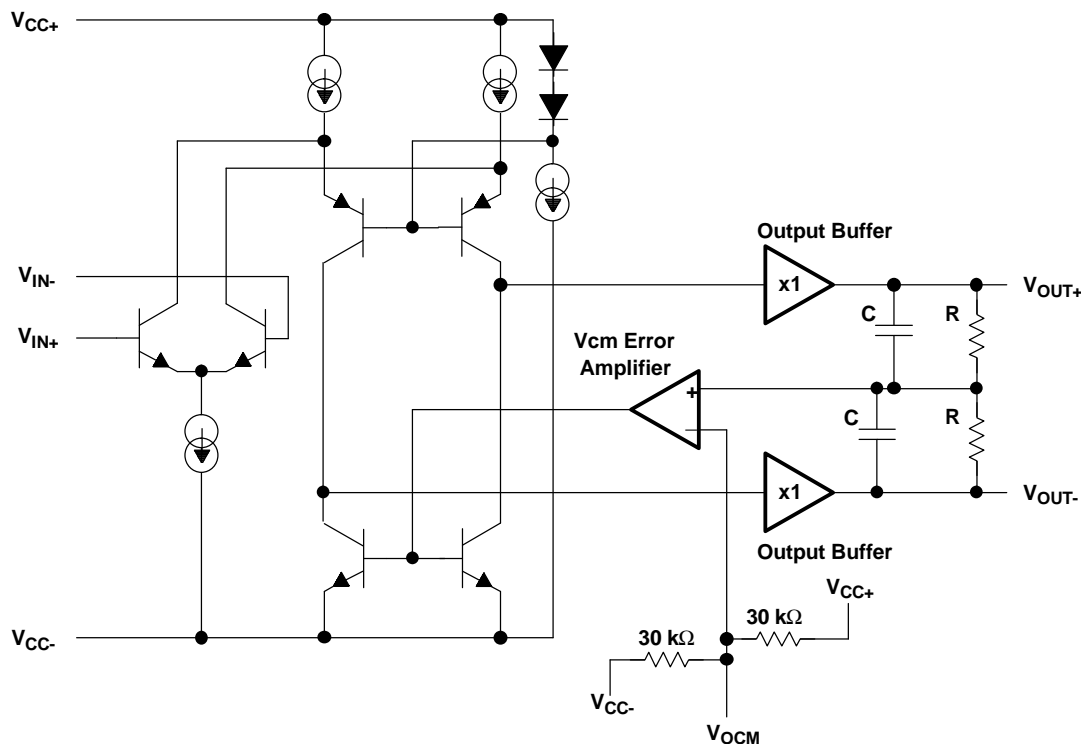 VCC+
Output Buffer
VIN-
x1
VOUT+
C
R
VIN+
Vcm Error
Amplifier
+
_
C
R
x1
VOUT-
Output Buffer
VCC+
30 kΩ
VCC-
30 kΩ
VCC-
VOCM